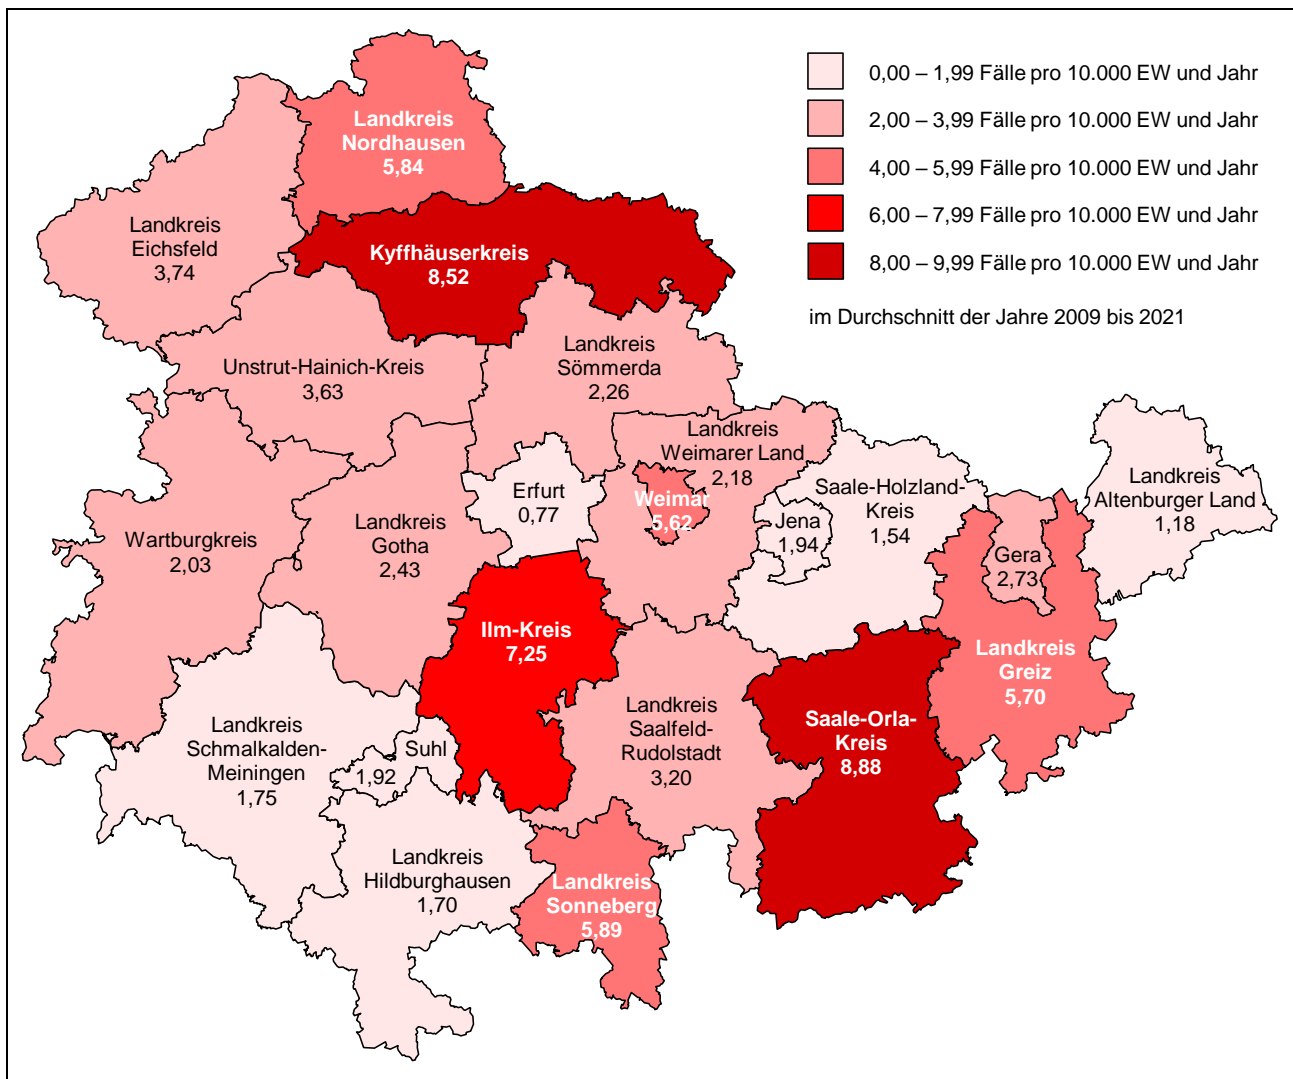 0,00 – 1,99 Fälle pro 10.000 EW und Jahr
2,00 – 3,99 Fälle pro 10.000 EW und Jahr
4,00 – 5,99 Fälle pro 10.000 EW und Jahr
6,00 – 7,99 Fälle pro 10.000 EW und Jahr
8,00 – 9,99 Fälle pro 10.000 EW und Jahr
im Durchschnitt der Jahre 2009 bis 2021
Landkreis
Nordhausen
5,84
Landkreis
Eichsfeld
3,74
Kyffhäuserkreis
8,52
Unstrut-Hainich-Kreis
3,63
Landkreis
Sömmerda
2,26
Landkreis
Weimarer Land
2,18
Weimar
5,62
Erfurt
0,77
Landkreis
Gotha
2,43
Wartburgkreis
2,03
Jena
1,94
Saale-Holzland-
Kreis
1,54
Gera
2,73
Landkreis
Altenburger Land
1,18
Landkreis
Greiz
5,70
Ilm-Kreis
7,25
Landkreis
Saalfeld-
Rudolstadt
3,20
Saale-Orla-
Kreis
8,88
Landkreis
Schmalkalden-
Meiningen
1,75
Suhl
1,92
Landkreis
Hildburghausen
1,70
Landkreis
Sonneberg
5,89